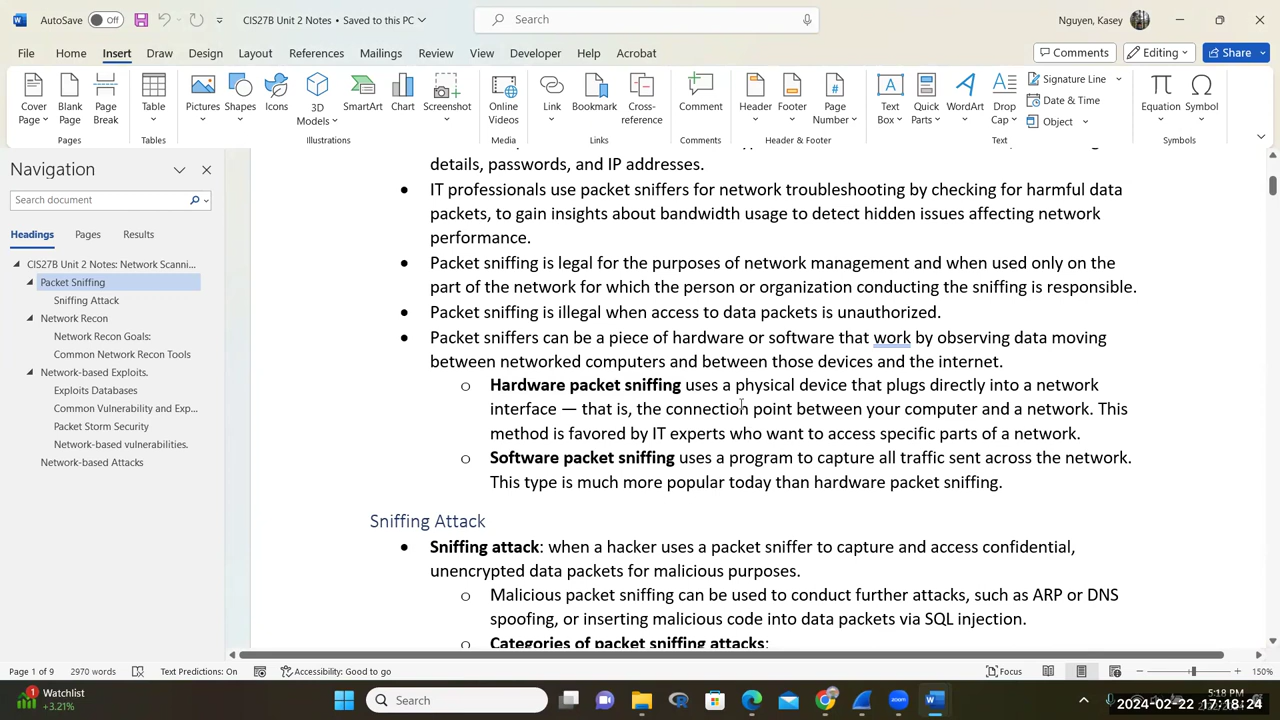 AutoSave Off CIS27B Unit 2 Notes • Saved to this PC Search Nguyen, Kasey
File Home Insert Draw Design Layout References Mailings Review View Developer Help Acrobat Comments Editing Share
Cover Page Blank Page Page Break Table Pictures Shapes Icons 3D Models SmartArt Chart Screenshot Online Videos Link Bookmark Cross-reference Comment Header Footer Page Number Text Box Quick Parts WordArt Drop Cap Signature Line Date & Time Object Equation Symbol
Pages Tables Illustrations Media Links Comments Header & Footer Text Symbols
Navigation
Search document
Headings Pages Results
CIS27B Unit 2 Notes: Network Scanni...
Packet Sniffing
Sniffing Attack
Network Recon
Network Recon Goals:
Common Network Recon Tools
Network-based Exploits.
Exploits Databases
Common Vulnerability and Exp...
Packet Storm Security
Network-based vulnerabilities.
Network-based Attacks
details, passwords, and IP addresses.
• IT professionals use packet sniffers for network troubleshooting by checking for harmful data
packets, to gain insights about bandwidth usage to detect hidden issues affecting network
performance.
• Packet sniffing is legal for the purposes of network management and when used only on the
part of the network for which the person or organization conducting the sniffing is responsible.
• Packet sniffing is illegal when access to data packets is unauthorized.
• Packet sniffers can be a piece of hardware or software that work by observing data moving
between networked computers and between those devices and the internet.
o Hardware packet sniffing uses a physical device that plugs directly into a network
interface — that is, the connection point between your computer and a network. This
method is favored by IT experts who want to access specific parts of a network.
o Software packet sniffing uses a program to capture all traffic sent across the network.
This type is much more popular today than hardware packet sniffing.
Sniffing Attack
• Sniffing attack: when a hacker uses a packet sniffer to capture and access confidential,
unencrypted data packets for malicious purposes.
o Malicious packet sniffing can be used to conduct further attacks, such as ARP or DNS
spoofing, or inserting malicious code into data packets via SQL injection.
o Categories of packet sniffing attacks:
Page 1 of 9 2970 words Text Predictions: On Accessibility: Good to go Focus 150%
1 Watchlist
+3.21%
Search
zoom
5:18 PM
2024-02-22 17:18:24